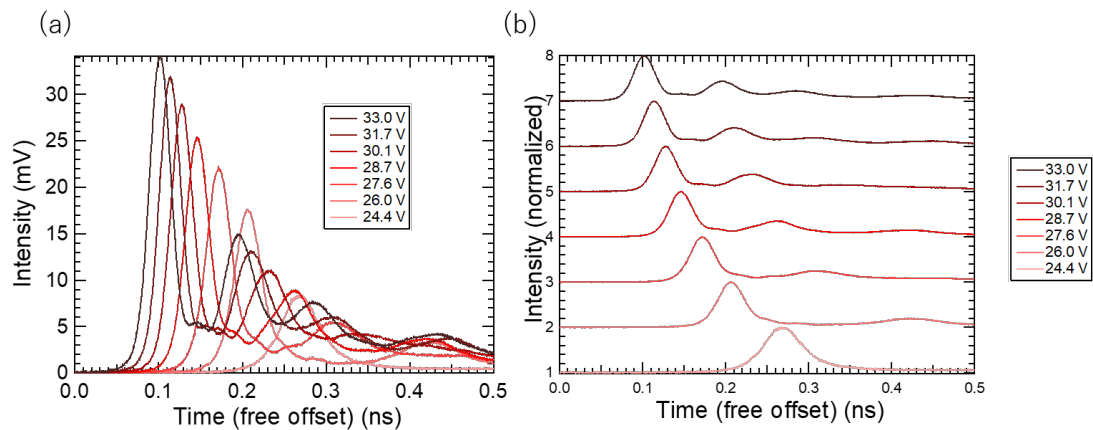 (a)
Intensity (mV)
30
25
20
15
10
5
0
0.0 0.1 0.2 0.3 0.4 0.5
Time (free offset) (ns)
33.0 V
31.7 V
30.1 V
28.7 V
27.6 V
26.0 V
24.4 V
(b)
Intensity (normalized)
8
7
6
5
4
3
2
1
0.0 0.1 0.2 0.3 0.4 0.5
Time (free offset) (ns)
33.0 V
31.7 V
30.1 V
28.7 V
27.6 V
26.0 V
24.4 V